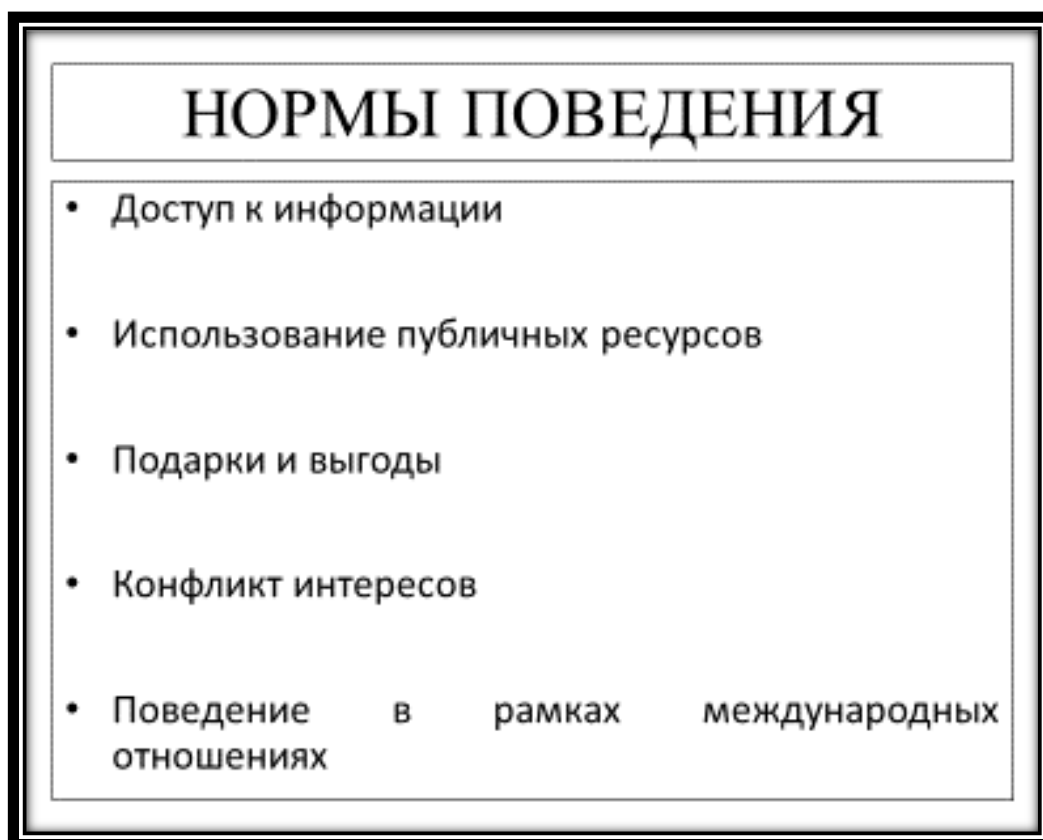 НОРМЫ ПОВЕДЕНИЯ
• Доступ к информации
• Использование публичных ресурсов
• Подарки и выгоды
• Конфликт интересов
• Поведение в рамках международных
отношениях